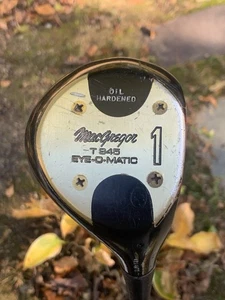 OIL
HARDENED
MacGregor
T 945
EYE-O-MATIC
1